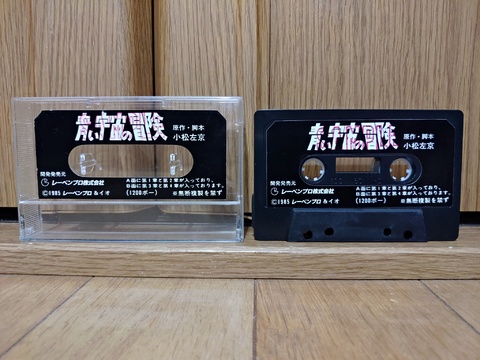 青い宇宙の冒険
原作・脚本
小松左京
開発発売元
レーベンプロ株式会社
A面に第1章と第2章が入っており、
B面に第3章と第4章が入っております。
©1985 レーベンプロ & イオ
(1200ボー)
※無断複製を禁ず
青い宇宙の冒険
原作・脚本
小松左京
開発発売元
レーベンプロ株式会社
A面に第1章と第2章が入っており、
B面に第3章と第4章が入っております。
©1985 レーベンプロ & イオ
(1200ボー)
※無断複製を禁ず